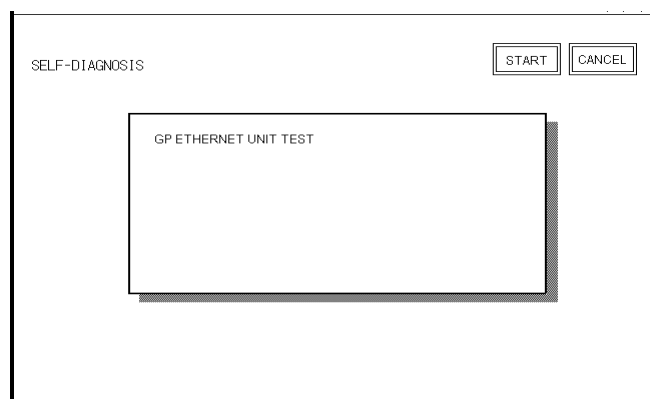 SELF-DIAGNOSIS
START
CANCEL
GP ETHERNET UNIT TEST